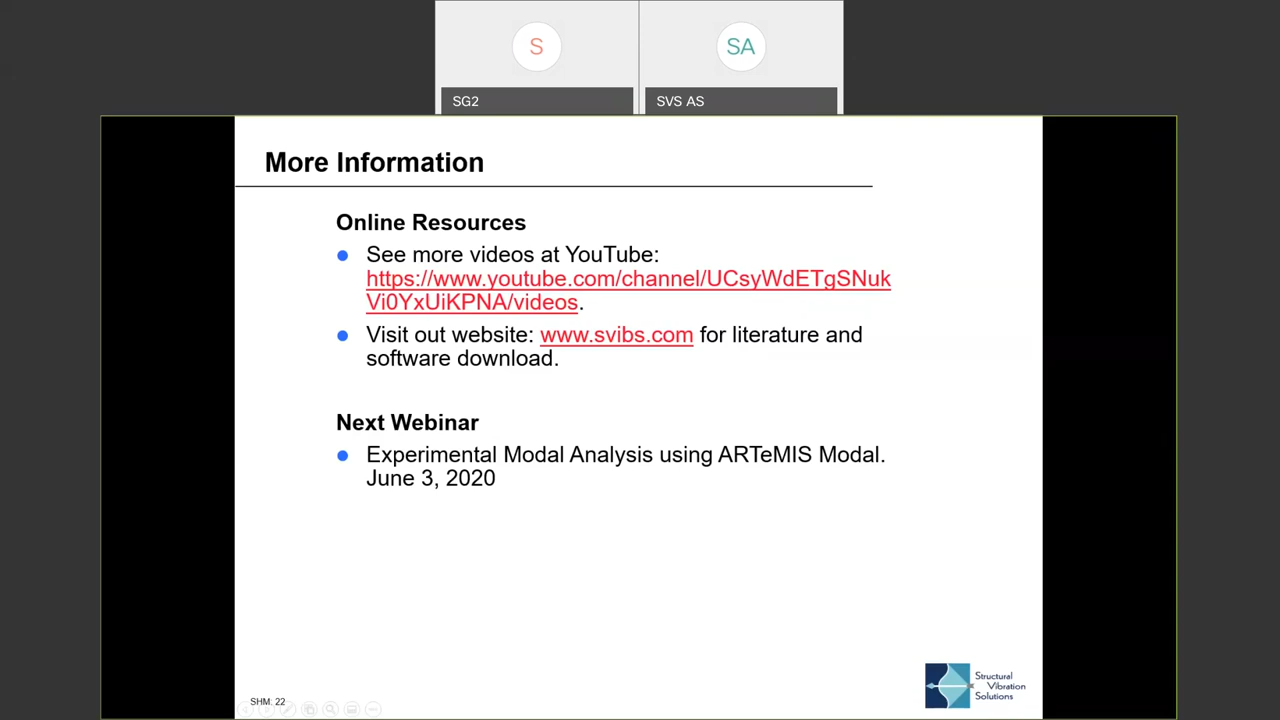 S
SA
SG2
SVS AS
More Information
Online Resources
See more videos at YouTube:
https://www.youtube.com/channel/UCsyWdETgSNuk
Vi0YxUiKPNA/videos.
Visit out website: www.svibs.com for literature and
software download.
Next Webinar
Experimental Modal Analysis using ARTeMIS Modal.
June 3, 2020
SHM: 22
Structural
Vibration
Solutions